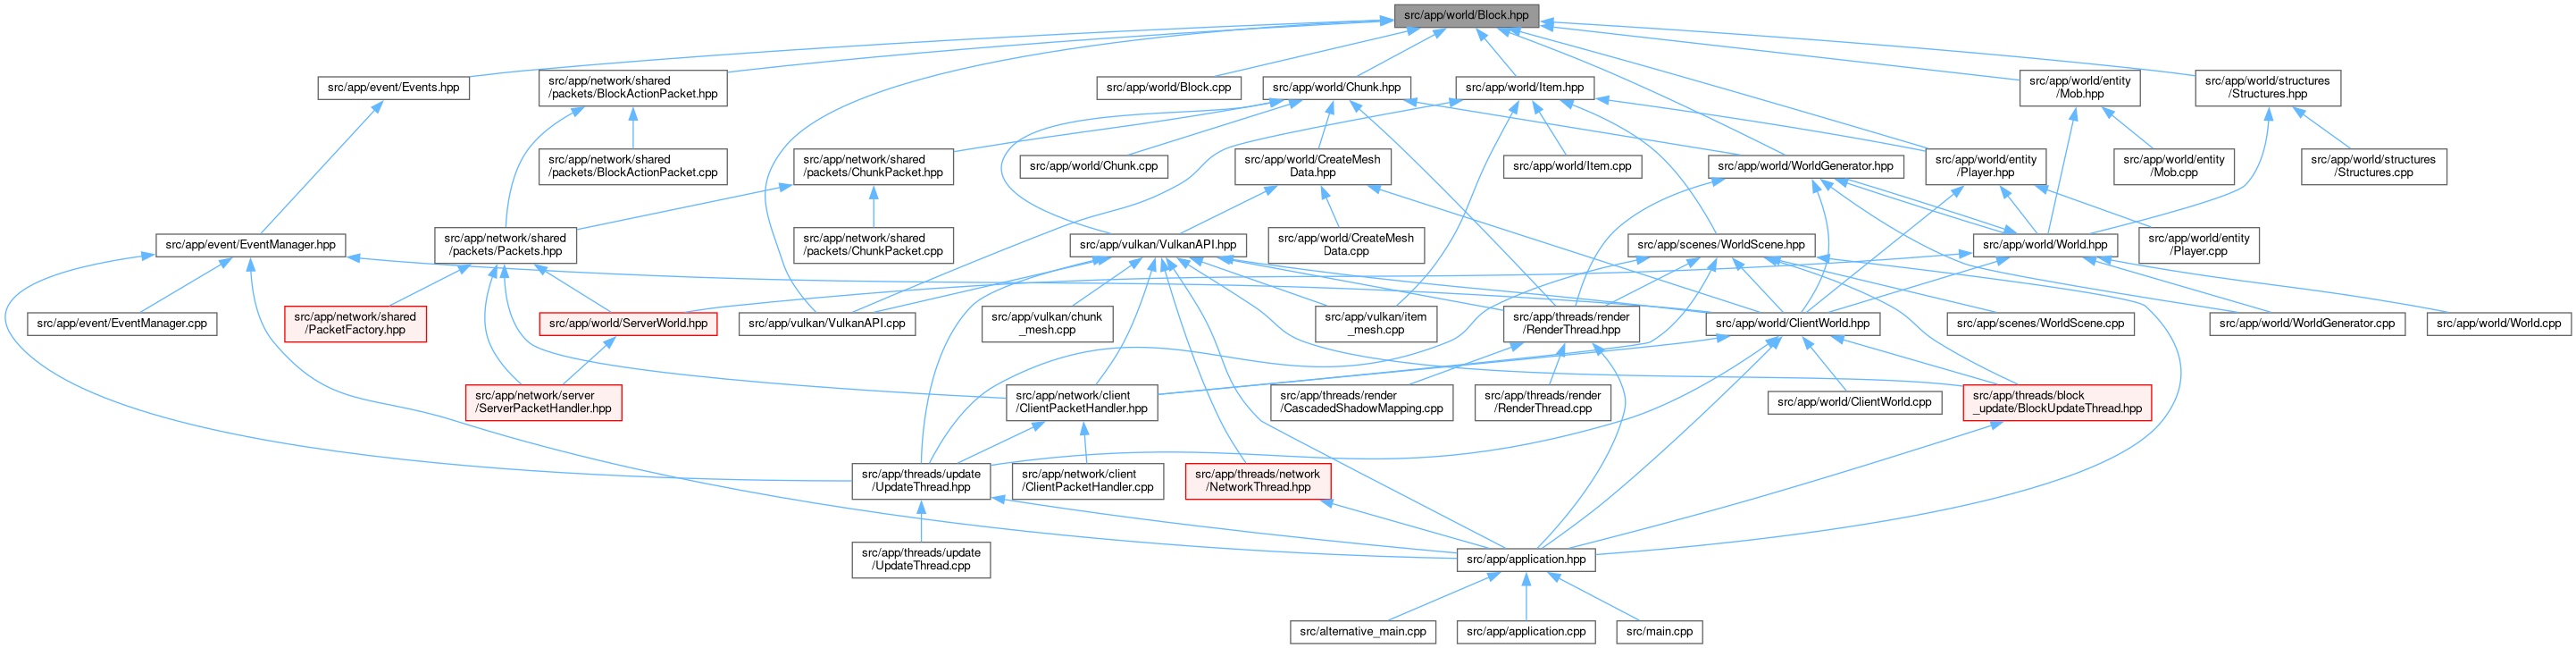 src/app/world/Block.hpp
src/app/event/Events.hpp
src/app/network/shared
/packets/BlockActionPacket.hpp
src/app/world/Block.cpp
src/app/world/Chunk.hpp
src/app/world/Item.hpp
src/app/world/entity
/Mob.hpp
src/app/world/structures
/Structures.hpp
src/app/network/shared
/packets/BlockActionPacket.cpp
src/app/network/shared
/packets/ChunkPacket.hpp
src/app/world/Chunk.cpp
src/app/world/CreateMesh
Data.hpp
src/app/world/Item.cpp
src/app/world/WorldGenerator.hpp
src/app/world/entity
/Player.hpp
src/app/world/entity
/Mob.cpp
src/app/world/structures
/Structures.cpp
src/app/event/EventManager.hpp
src/app/network/shared
/packets/Packets.hpp
src/app/network/shared
/packets/ChunkPacket.cpp
src/app/vulkan/VulkanAPI.hpp
src/app/world/CreateMesh
Data.cpp
src/app/scenes/WorldScene.hpp
src/app/world/World.hpp
src/app/world/entity
/Player.cpp
src/app/event/EventManager.cpp
src/app/network/shared
/PacketFactory.hpp
src/app/world/ServerWorld.hpp
src/app/vulkan/VulkanAPI.cpp
src/app/vulkan/chunk
_mesh.cpp
src/app/vulkan/item
_mesh.cpp
src/app/threads/render
/RenderThread.hpp
src/app/world/ClientWorld.hpp
src/app/scenes/WorldScene.cpp
src/app/world/WorldGenerator.cpp
src/app/world/World.cpp
src/app/network/server
/ServerPacketHandler.hpp
src/app/network/client
/ClientPacketHandler.hpp
src/app/threads/render
/CascadedShadowMapping.cpp
src/app/threads/render
/RenderThread.cpp
src/app/world/ClientWorld.cpp
src/app/threads/block
_update/BlockUpdateThread.hpp
src/app/threads/update
/UpdateThread.hpp
src/app/network/client
/ClientPacketHandler.cpp
src/app/threads/network
/NetworkThread.hpp
src/app/threads/update
/UpdateThread.cpp
src/app/application.hpp
src/alternative_main.cpp
src/app/application.cpp
src/main.cpp